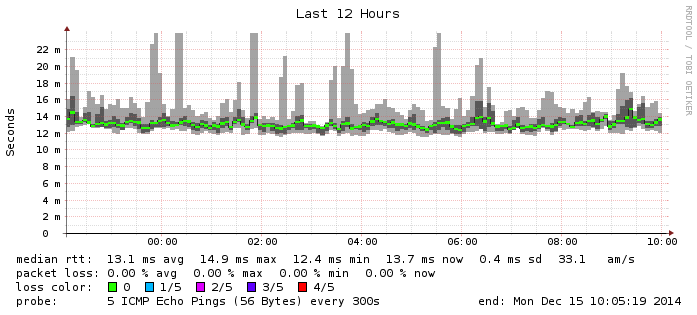 Last 12 Hours
RRDTOOL / TOBI OETIKER
Seconds
22 m
20 m
18 m
16 m
14 m
12 m
10 m
8 m
6 m
4 m
2 m
0
00:00 02:00 04:00 06:00 08:00 10:00
median rtt: 13.1 ms avg 14.9 ms max 12.4 ms min 13.7 ms now 0.4 ms sd 33.1 am/s
packet loss: 0.00 % avg 0.00 % max 0.00 % min 0.00 % now
loss color: 0 1/5 2/5 3/5 4/5
probe: 5 ICMP Echo Pings (56 Bytes) every 300s end: Mon Dec 15 10:05:19 2014